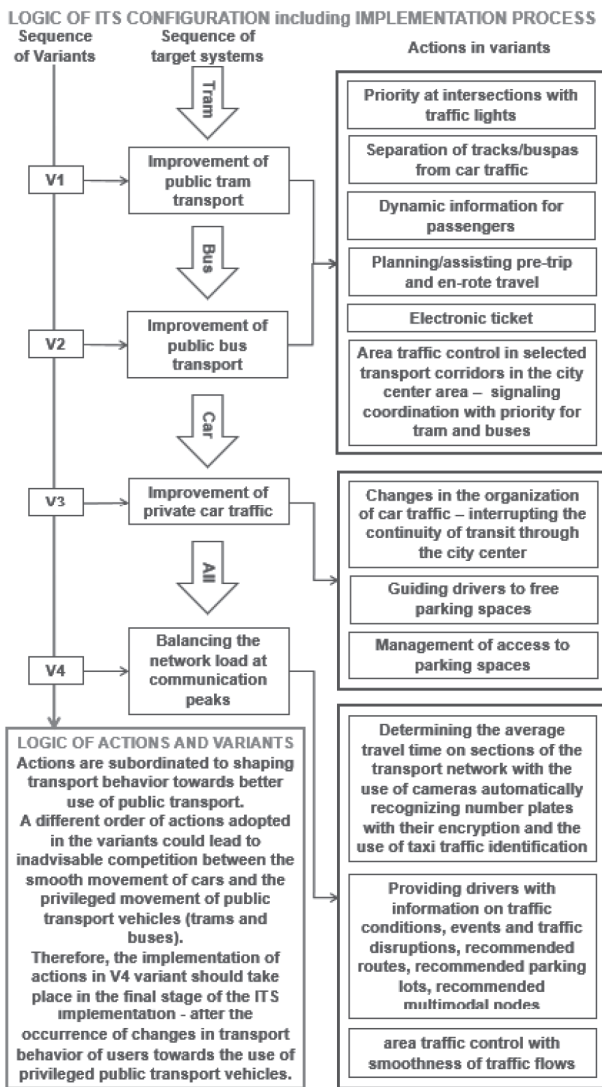 LOGIC OF ITS CONFIGURATION including IMPLEMENTATION PROCESS
Sequence
of Variants
Sequence of
target systems
Actions in variants
Tram
V1
Improvement of
public tram
transport
Bus
V2
Improvement of
public bus
transport
Car
V3
Improvement of
private car traffic
All
V4
Balancing the
network load at
communication
peaks
Priority at intersections with
traffic lights
Separation of tracks/buspas
from car traffic
Dynamic information for
passengers
Planning/assisting pre-trip
and en-rote travel
Electronic ticket
Area traffic control in selected
transport corridors in the city
center area – signaling
coordination with priority for
tram and buses
Changes in the organization
of car traffic – interrupting the
continuity of transit through
the city center
Guiding drivers to free
parking spaces
Management of access to
parking spaces
Determining the average
travel time on sections of the
transport network with the
use of cameras automatically
recognizing number plates
with their encryption and the
use of taxi traffic identification
Providing drivers with
information on traffic
conditions, events and traffic
disruptions, recommended
routes, recommended parking
lots, recommended
multimodal nodes
area traffic control with
smoothness of traffic flows
LOGIC OF ACTIONS AND VARIANTS
Actions are subordinated to shaping
transport behavior towards better
use of public transport.
A different order of actions adopted
in the variants could lead to
inadvisable competition between the
smooth movement of cars and the
privileged movement of public
transport vehicles (trams and
buses).
Therefore, the implementation of
actions in V4 variant should take
place in the final stage of the ITS
implementation - after the
occurrence of changes in transport
behavior of users towards the use of
privileged public transport vehicles.